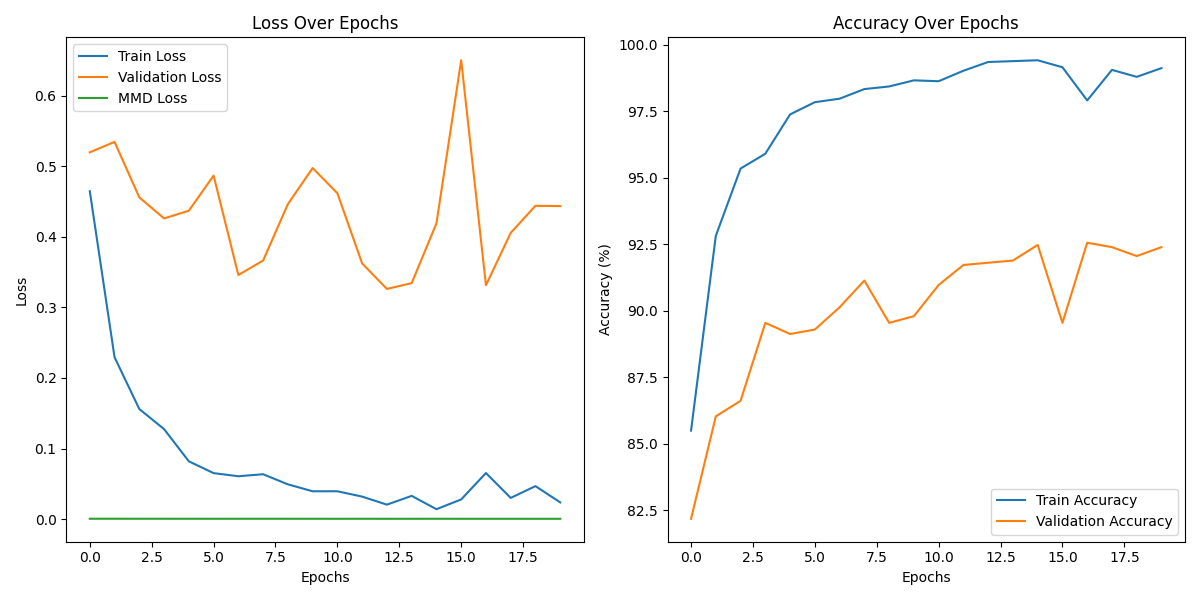 Loss Over Epochs
Train Loss
Validation Loss
MMD Loss
0.6
0.5
0.4
0.3
0.2
0.1
0.0
Loss
0.0 2.5 5.0 7.5 10.0 12.5 15.0 17.5
Epochs
Accuracy Over Epochs
100.0
97.5
95.0
92.5
90.0
87.5
85.0
82.5
Accuracy (%)
Train Accuracy
Validation Accuracy
0.0 2.5 5.0 7.5 10.0 12.5 15.0 17.5
Epochs